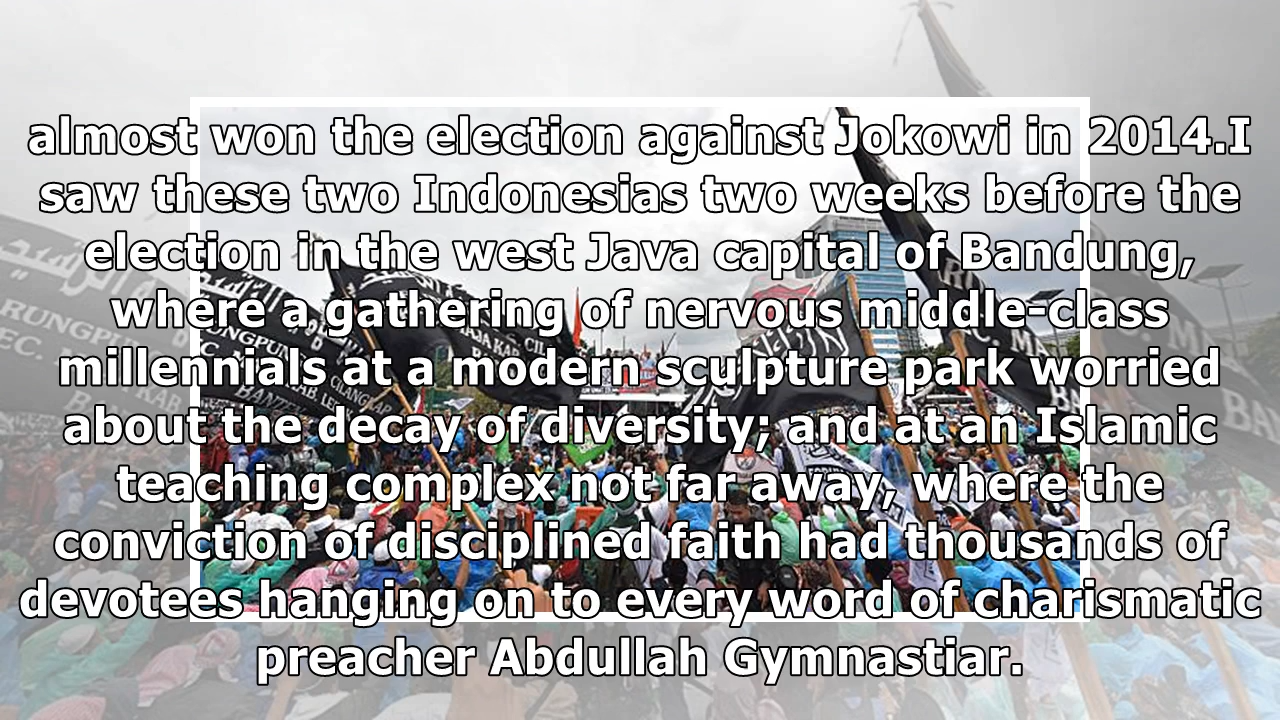 almost won the election against Jokowi in 2014.I
saw these two Indonesias two weeks before the
election in the west Java capital of Bandung,
where a gathering of nervous middle-class
millennials at a modern sculpture park worried
about the decay of diversity; and at an Islamic
teaching complex not far away, where the
conviction of disciplined faith had thousands of
devotees hanging on to every word of charismatic
preacher Abdullah Gymnastiar.